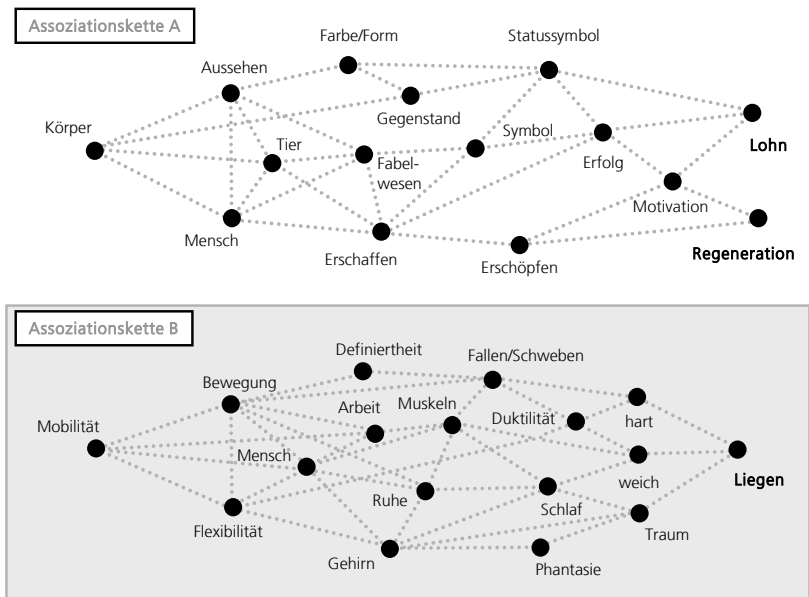 Assoziationskette A
Farbe/Form
Statussymbol
Aussehen
Gegenstand
Körper
Tier
Symbol
Lohn
Fabel-
wesen
Erfolg
Motivation
Mensch
Erschaffen
Erschöpfen
Regeneration
Assoziationskette B
Definiertheit
Fallen/Schweben
Bewegung
Arbeit
Muskeln
Duktilität
hart
Mobilität
Mensch
weich
Liegen
Ruhe
Schlaf
Flexibilität
Traum
Gehirn
Phantasie